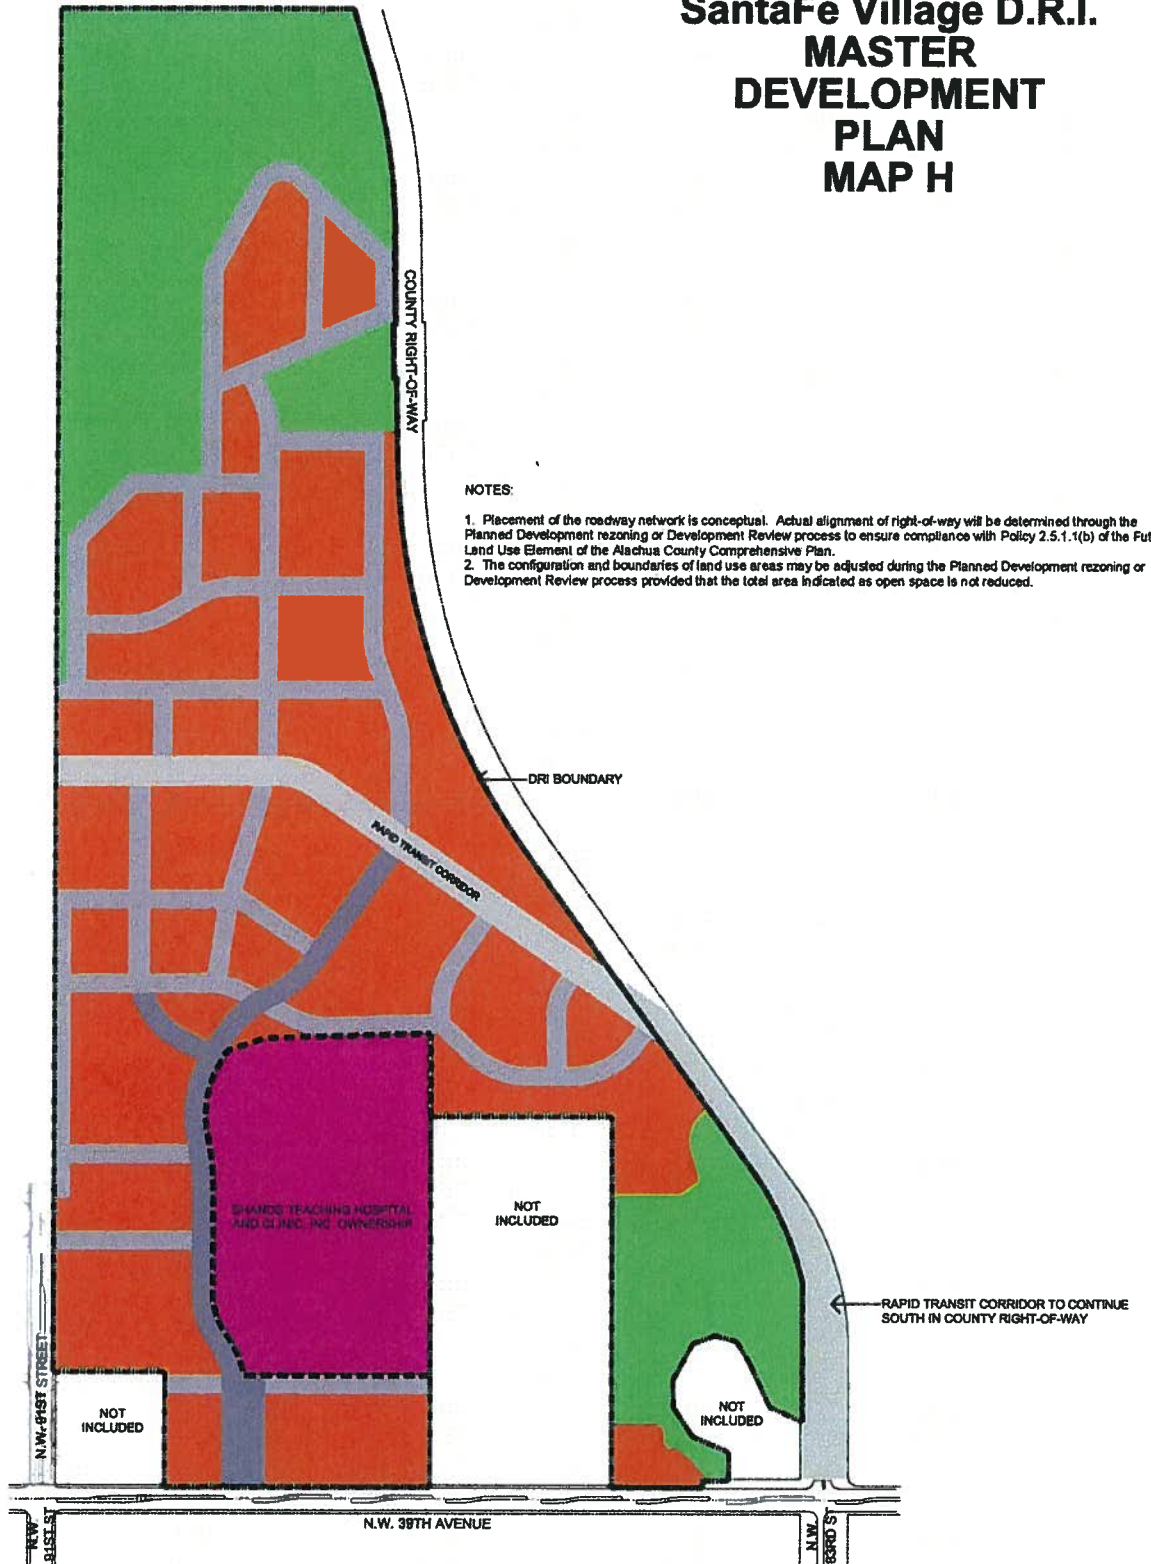 SantaFe Village D.R.I.
MASTER
DEVELOPMENT
PLAN
MAP H
COUNTY RIGHT-OF-WAY
NOTES:
1. Placement of the roadway network is conceptual. Actual alignment of right-of-way will be determined through the
Planned Development rezoning or Development Review process to ensure compliance with Policy 2.5.1.1(b) of the Fut
Land Use Element of the Alachua County Comprehensive Plan.
2. The configuration and boundaries of land use areas may be adjusted during the Planned Development rezoning or
Development Review process provided that the total area indicated as open space is not reduced.
DRI BOUNDARY
RAPID TRANSIT CORRIDOR
SHANDS TEACHING HOSPITAL
AND CLINIC, INC. OWNERSHIP
NOT
INCLUDED
RAPID TRANSIT CORRIDOR TO CONTINUE
SOUTH IN COUNTY RIGHT-OF-WAY
N.W. 91ST STREET
NOT
INCLUDED
NOT
INCLUDED
N.W. 39TH AVENUE
N.W.
91ST ST
N.W.
83RD ST